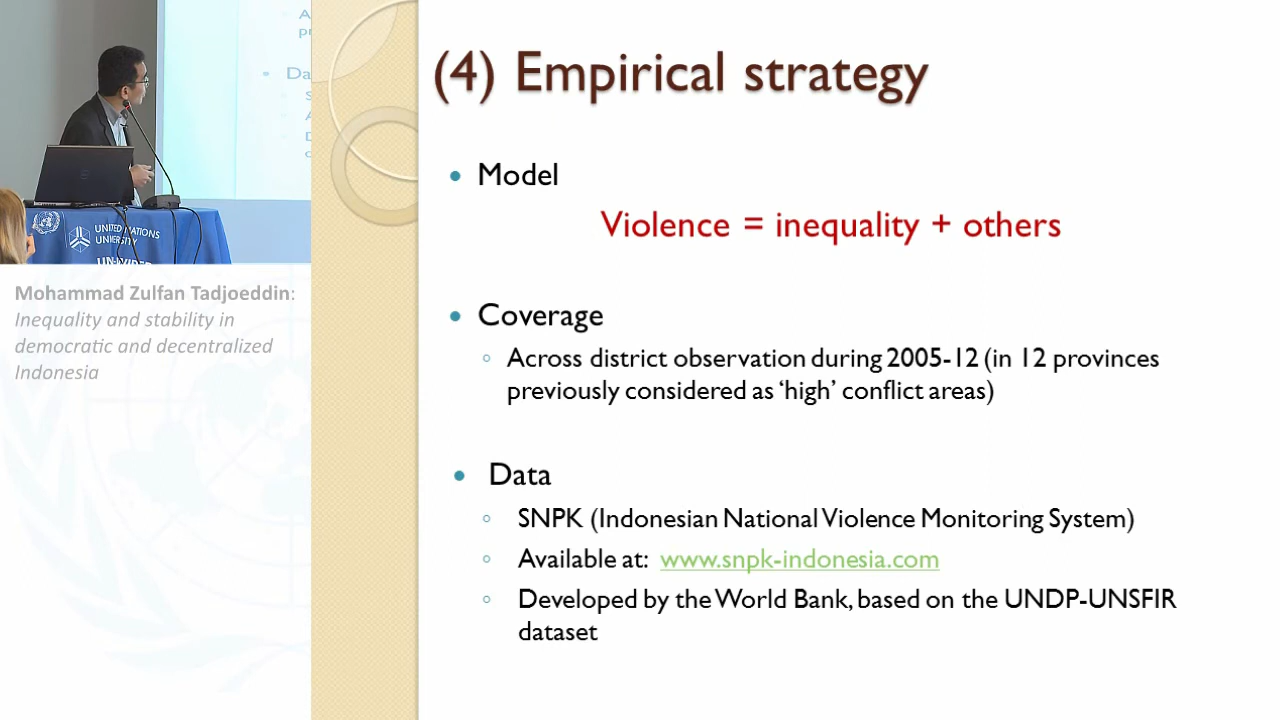 (4) Empirical strategy
Model
Violence = inequality + others
Coverage
Across district observation during 2005-12 (in 12 provinces
previously considered as ‘high’ conflict areas)
Data
SNPK (Indonesian National Violence Monitoring System)
Available at: www.snpk-indonesia.com
Developed by the World Bank, based on the UNDP-UNSFIR
dataset
UNITED NATIONS
UNIVERSITY
Mohammad Zulfan Tadjoeddin:
Inequality and stability in
democratic and decentralized
Indonesia